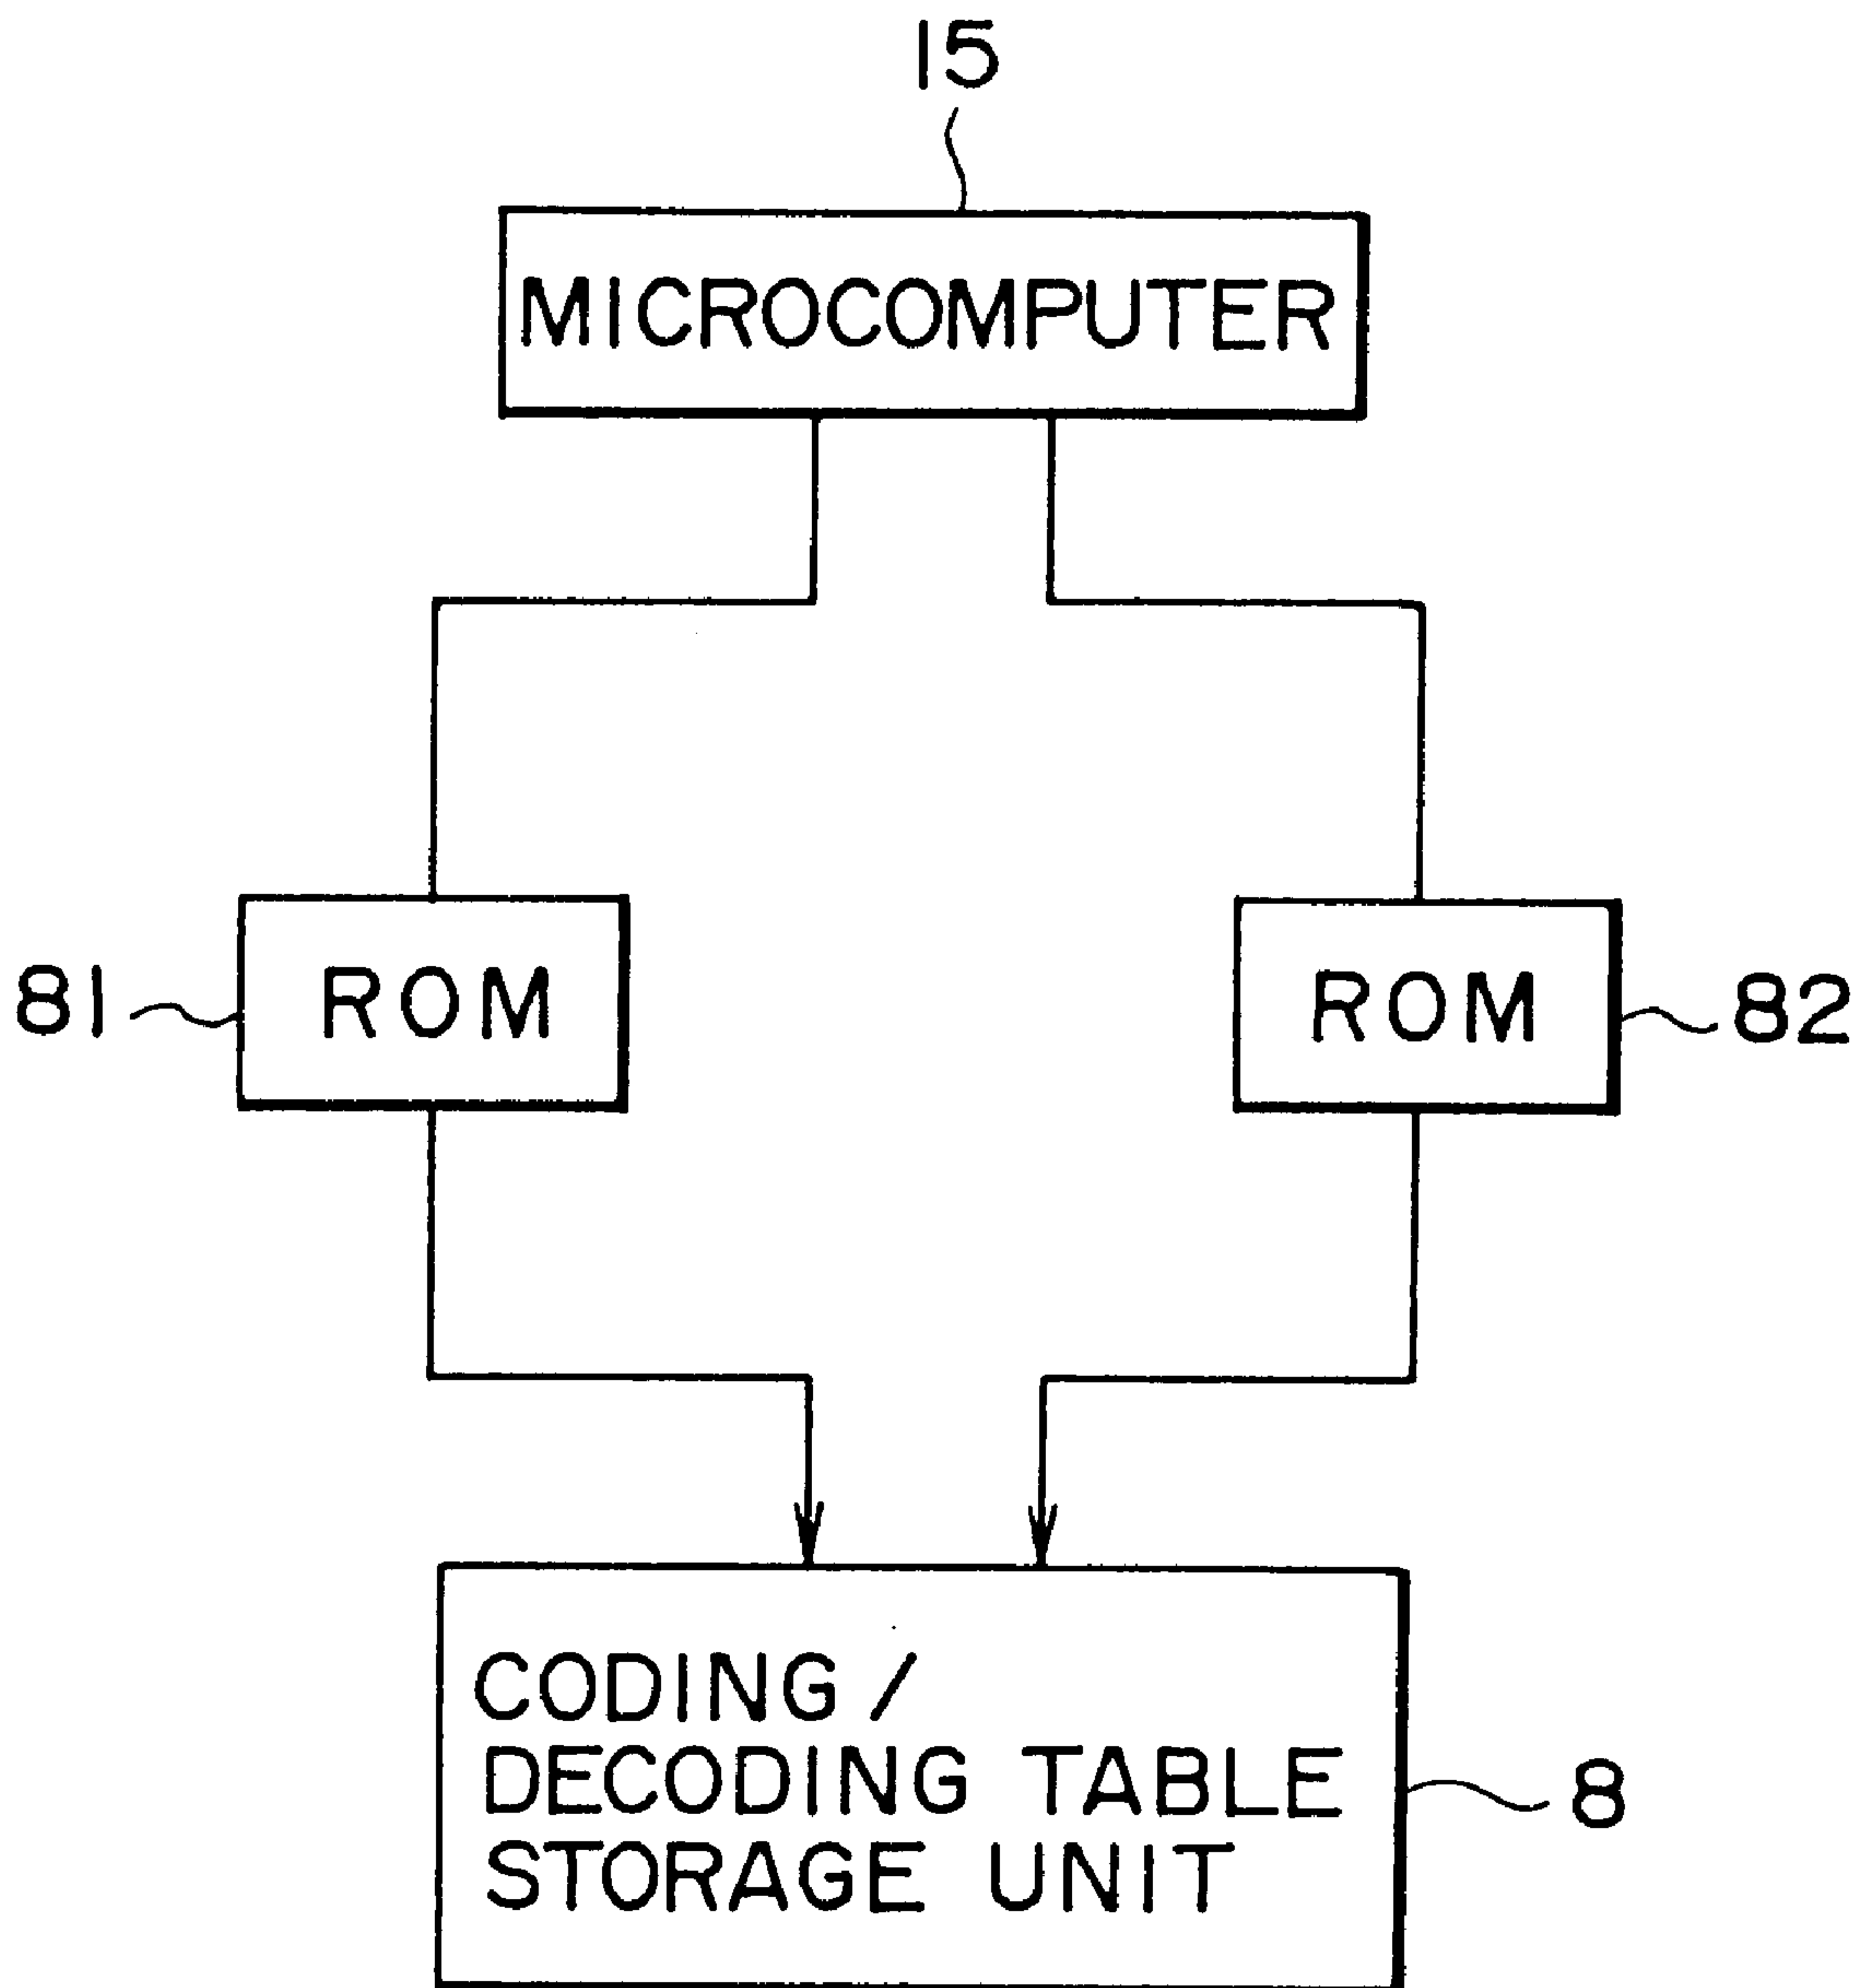 15
MICROCOMPUTER
81
ROM
ROM
82
CODING /
DECODING TABLE
STORAGE UNIT
8